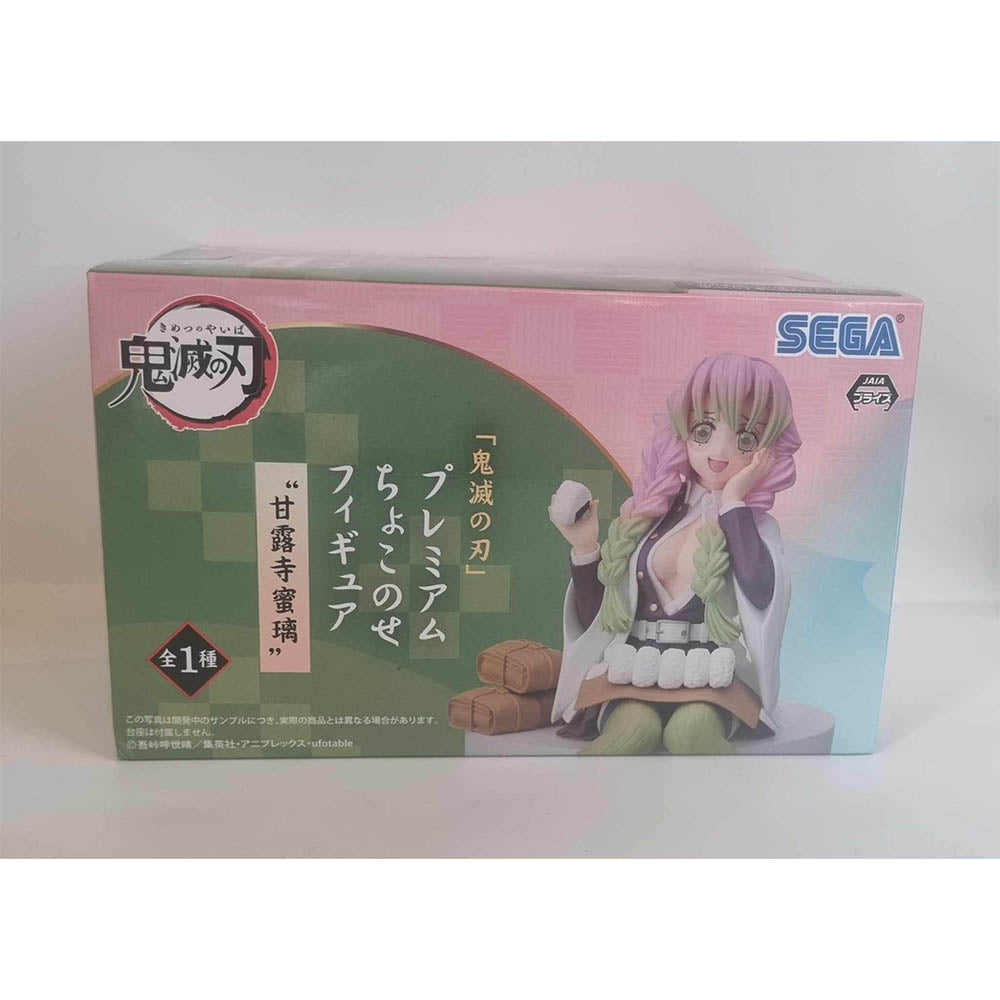 きめつのやいば
鬼滅の刃
SEGA®
JAIA
プライズ
「鬼滅の刃」
プレミアム
ちょこのせ
フィギュア
“甘露寺蜜璃”
全1種
この写真は開発中のサンプルにつき、実際の商品とは異なる場合があります。
台座は付属しません。
©吾峠呼世晴／集英社・アニプレックス・ufotable